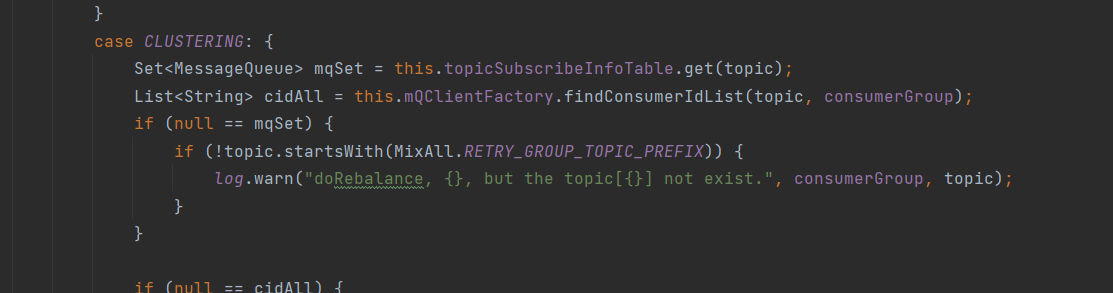 }
case CLUSTERING: {
Set<MessageQueue> mqSet = this.topicSubscribeInfoTable.get(topic);
List<String> cidAll = this.mQClientFactory.findConsumerIdList(topic, consumerGroup);
if (null == mqSet) {
if (!topic.startsWith(MixAll.RETRY_GROUP_TOPIC_PREFIX)) {
log.warn("doRebalance, {}, but the topic[{}] not exist.", consumerGroup, topic);
}
}
if (null == cidAll) {